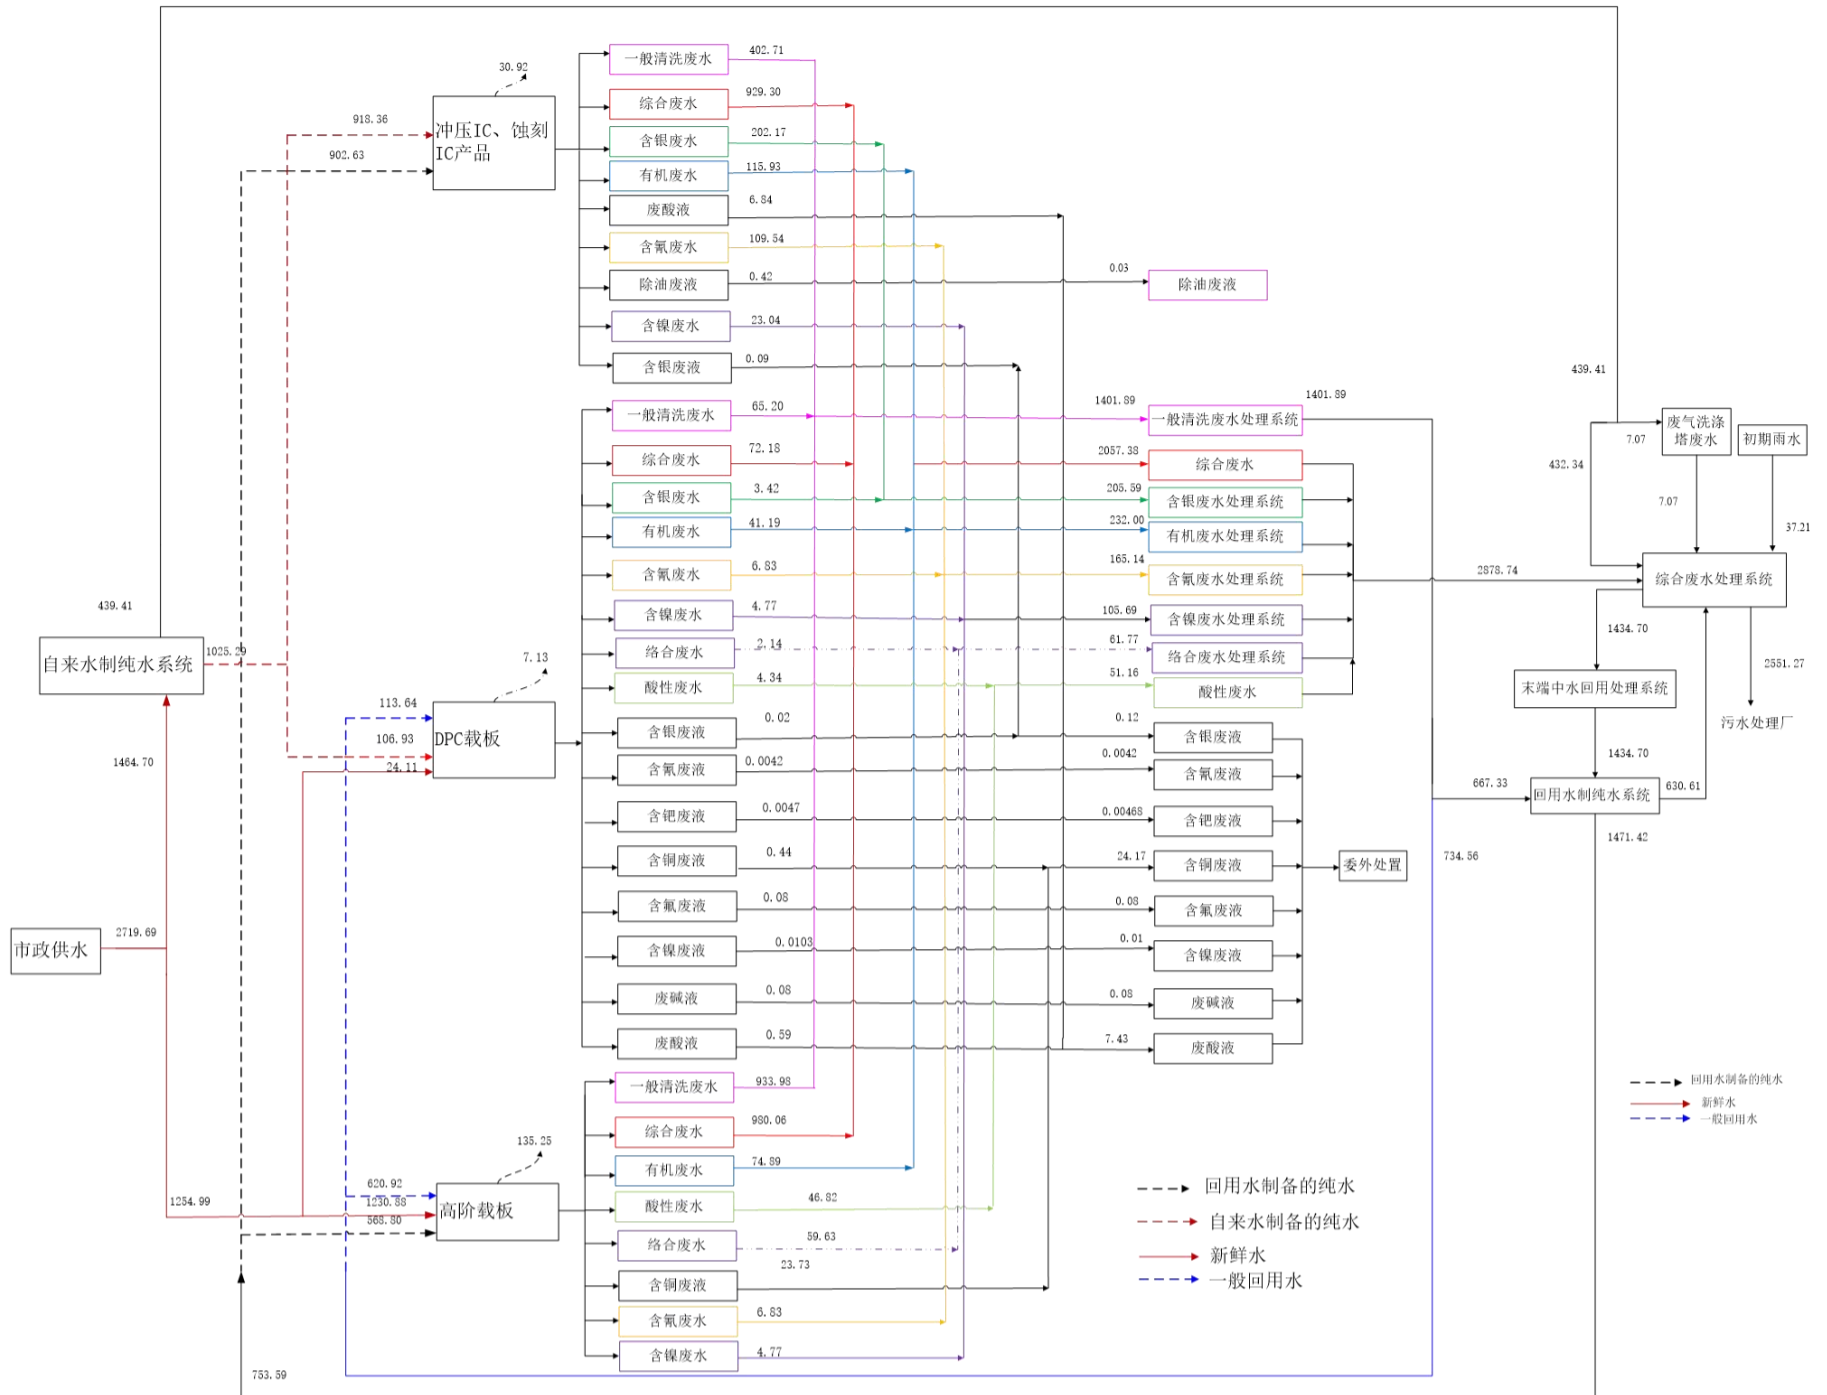 30.92
918.36
902.63
冲压IC、蚀刻
IC产品
一般清洗废水
402.71
综合废水
929.30
含银废水
202.17
有机废水
115.93
废酸液
6.84
含氰废水
109.54
除油废液
0.42
0.03
除油废液
含镍废水
23.04
含银废液
0.09
439.41
一般清洗废水
65.20
1401.89
一般清洗废水处理系统
1401.89
综合废水
72.18
2057.38
综合废水
含银废水
3.42
205.59
含银废水处理系统
有机废水
41.19
232.00
有机废水处理系统
含氰废水
6.83
165.14
含氰废水处理系统
含镍废水
4.77
105.69
含镍废水处理系统
络合废水
2.14
61.77
络合废水处理系统
酸性废水
4.34
51.16
酸性废水
7.07
废气洗涤
塔废水
初期雨水
432.34
7.07
37.21
2878.74
综合废水处理系统
1434.70
2551.27
末端中水回用处理系统
污水处理厂
1434.70
667.33
回用水制纯水系统
630.61
1471.42
734.56
439.41
自来水制纯水系统
1025.29
1464.70
7.13
113.64
106.93
24.11
DPC载板
含银废液
0.02
0.12
含银废液
含氰废液
0.0042
0.0042
含氰废液
含钯废液
0.0047
0.00468
含钯废液
含铜废液
0.44
24.17
含铜废液
委外处置
含氟废液
0.08
0.08
含氟废液
含镍废液
0.0103
0.01
含镍废液
废碱液
0.08
0.08
废碱液
废酸液
0.59
7.43
废酸液
市政供水
2719.69
1254.99
135.25
620.92
1230.88
568.80
高阶载板
一般清洗废水
933.98
综合废水
980.06
有机废水
74.89
酸性废水
46.82
络合废水
59.63
含铜废液
23.73
含氰废水
6.83
含镍废水
4.77
753.59
回用水制备的纯水
新鲜水
一般回用水
回用水制备的纯水
自来水制备的纯水
新鲜水
一般回用水